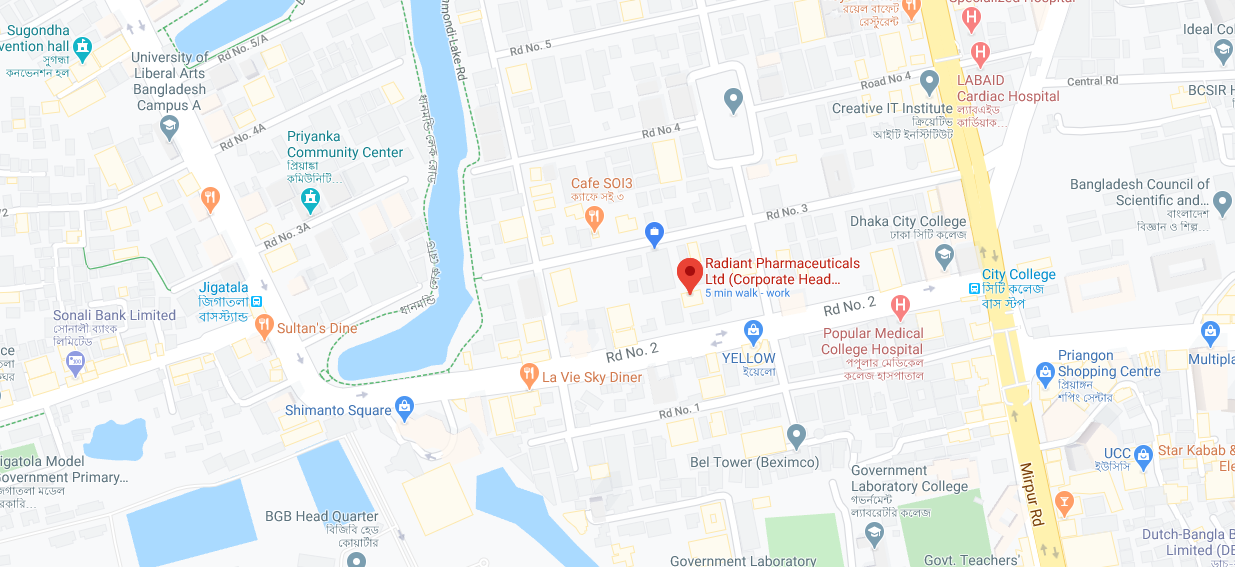 Specialized Hospital
রয়েল বাফেট
রেস্টুরেন্ট
Sugondha
vention hall
সুগন্ধা
কনভেনশন হল
Rd No. 5/A
University of
Liberal Arts
Bangladesh
Campus A
Rd No. 5
Road No 4
Ideal Col
LABAID
Cardiac Hospital
ল্যাবএইড
কার্ডিয়াক...
Central Rd
BCSIR H
Creative IT Institute
ক্রিয়েটিভ
আইটি ইনস্টিটিউট
Rd No. 4A
Rd No 4
Priyanka
Community Center
প্রিয়াঙ্কা
কমিউনিটি...
ধানমন্ডি লেক রোড
Cafe SOI3
ক্যাফে সই ৩
Bangladesh Council of
Scientific and...
বাংলাদেশ
বিজ্ঞান ও শিল্প...
Rd No. 3
Dhaka City College
ঢাকা সিটি কলেজ
Rd No. 3A
Radiant Pharmaceuticals
Ltd (Corporate Head...
5 min walk - work
City College
সিটি কলেজ
বাস স্টপ
Jigatala
জিগাতলা
বাসস্ট্যান্ড
Rd No. 2
Sonali Bank Limited
সোনালী ব্যাংক
লিমিটেড
Sultan's Dine
Popular Medical
College Hospital
পপুলার মেডিকেল
কলেজ হাসপাতাল
YELLOW
ইয়েলো
Rd No. 2
Priangon
Shopping Centre
প্রিয়াঙ্গন
শপিং সেন্টার
Multipla
La Vie Sky Diner
Shimanto Square
Rd No. 1
Bel Tower (Beximco)
UCC
ইউসিসি
Star Kabab &
Ele
Mirpur Rd
igatola Model
overnment Primary...
জিগাতলা মডেল
Government
Laboratory College
গভর্নমেন্ট
ল্যাবরেটরি কলেজ
BGB Head Quarter
বিজিবি হেড
কোয়ার্টার
Dutch-Bangla B
Limited (DE
Government Laboratory
Govt. Teachers'